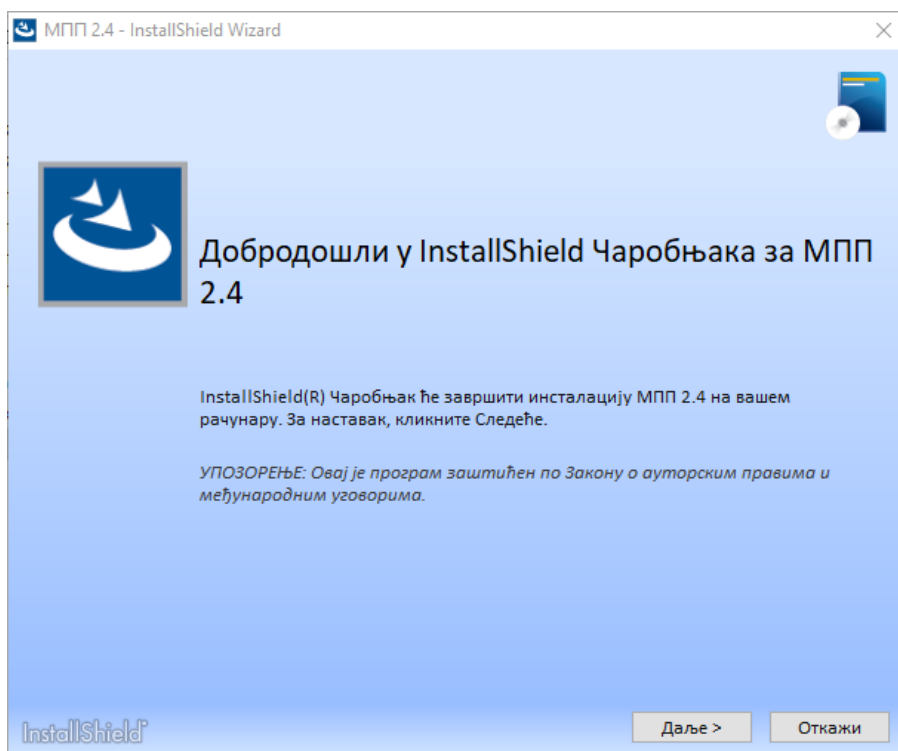 МПП 2.4 - InstallShield Wizard
Добродошли у InstallShield Чаробњака за МПП
2.4
InstallShield(R) Чаробњак ће завршити инсталацију МПП 2.4 на вашем
рачунару. За наставак, кликните Следеће.
УПОЗОРЕЊЕ: Овај је програм заштићен по Закону о ауторским правима и
међународним уговорима.
InstallShield
Даље >
Откажи